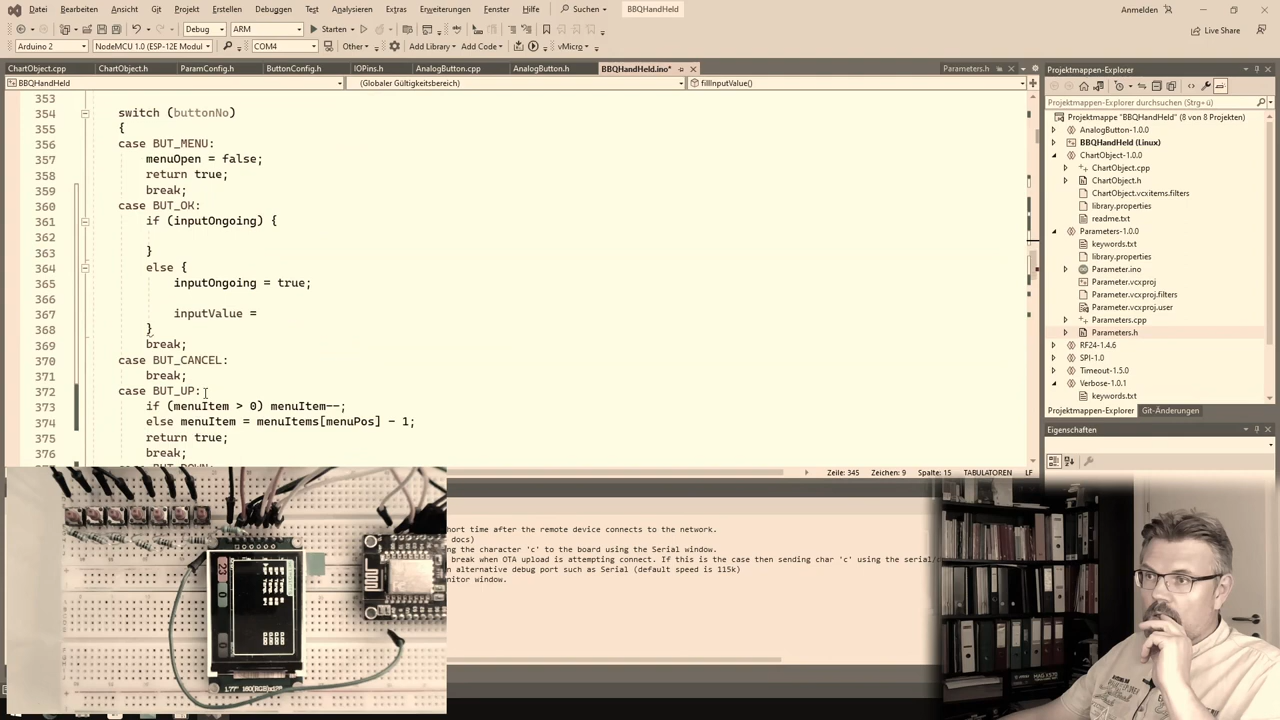 Datei Bearbeiten Ansicht Git Projekt Erstellen Debuggen Test Analysieren Extras Erweiterungen Fenster Hilfe Suchen BBQHandHeld Anmelden
Debug ARM Starten Live Share
Arduino 2 NodeMCU 1.0 (ESP-12E Modul COM4 Other Add Library Add Code vMicro
ChartObject.cpp ChartObject.h ParamConfig.h ButtonConfig.h IOPins.h AnalogButton.cpp AnalogButton.h BBQHandHeld.ino* Parameters.h
BBQHandHeld (Globaler Gültigkeitsbereich) fillInputValue()
353
354 switch (buttonNo)
355 {
356 case BUT_MENU:
357 menuOpen = false;
358 return true;
359 break;
360 case BUT_OK:
361 if (inputOngoing) {
362
363 }
364 else {
365 inputOngoing = true;
366
367 inputValue =
368 }
369 break;
370 case BUT_CANCEL:
371 break;
372 case BUT_UP:
373 if (menuItem > 0) menuItem--;
374 else menuItem = menuItems[menuPos] - 1;
375 return true;
376 break;
Zeile: 345 Zeichen: 9 Spalte: 15 TABULATOREN LF
hort time after the remote device connects to the network.
docs)
ng the character 'c' to the board using the Serial window.
break when OTA upload is attempting connect. If this is the case then sending char 'c' using the serial/
n alternative debug port such as Serial (default speed is 115k)
nitor window.
Projektmappen-Explorer
Projektmappen-Explorer durchsuchen (Strg+ü)
Projektmappe "BBQHandHeld" (8 von 8 Projekten)
AnalogButton-1.0.0
BBQHandHeld (Linux)
ChartObject-1.0.0
ChartObject.cpp
ChartObject.h
ChartObject.vcxitems.filters
library.properties
readme.txt
Parameters-1.0.0
keywords.txt
library.properties
Parameter.ino
Parameter.vcxproj
Parameter.vcxproj.filters
Parameter.vcxproj.user
Parameters.cpp
Parameters.h
RF24-1.4.6
SPI-1.0
Timeout-1.5.0
Verbose-1.0.1
keywords.txt
Projektmappen-Explorer Git-Änderungen
Eigenschaften
1.77" 160(RGB)x1